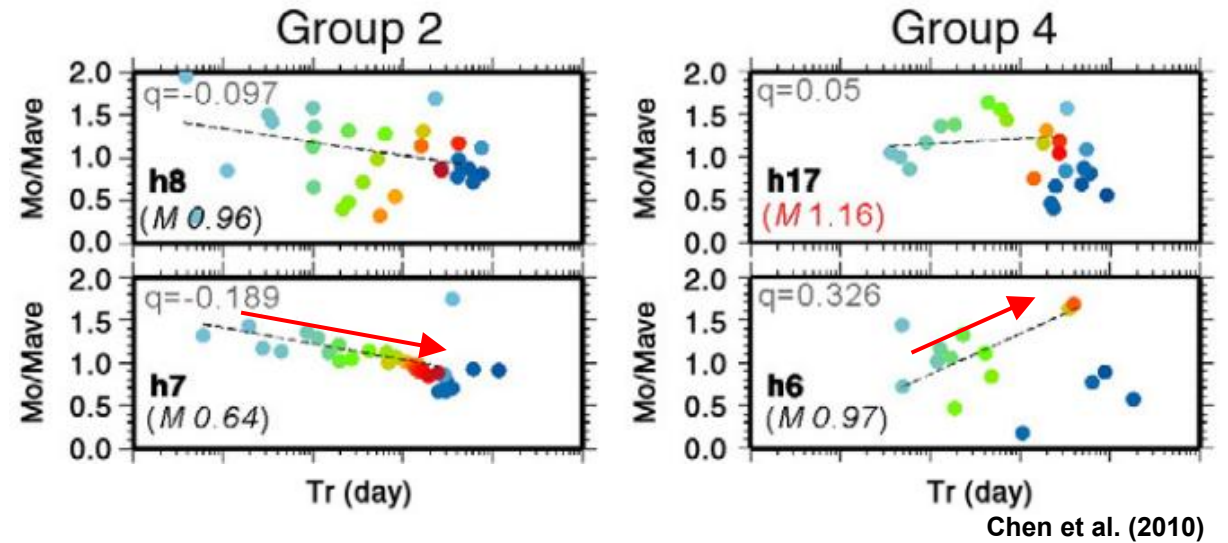 Group 2
Group 4
Mo/Mave
2.0
1.5
1.0
0.5
0.0
q=-0.097
h8
(M 0.96)
Mo/Mave
2.0
1.5
1.0
0.5
0.0
q=0.05
h17
(M 1.16)
Mo/Mave
2.0
1.5
1.0
0.5
0.0
q=-0.189
h7
(M 0.64)
Tr (day)
Mo/Mave
2.0
1.5
1.0
0.5
0.0
q=0.326
h6
(M 0.97)
Tr (day)
Chen et al. (2010)